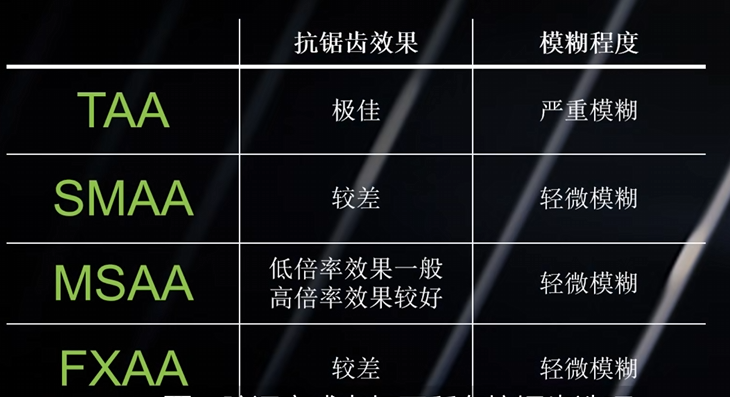 抗锯齿效果 模糊程度
TAA 极佳 严重模糊
SMAA 较差 轻微模糊
低倍率效果一般
MSAA 轻微模糊
高倍率效果较好
FXAA 较差 轻微模糊